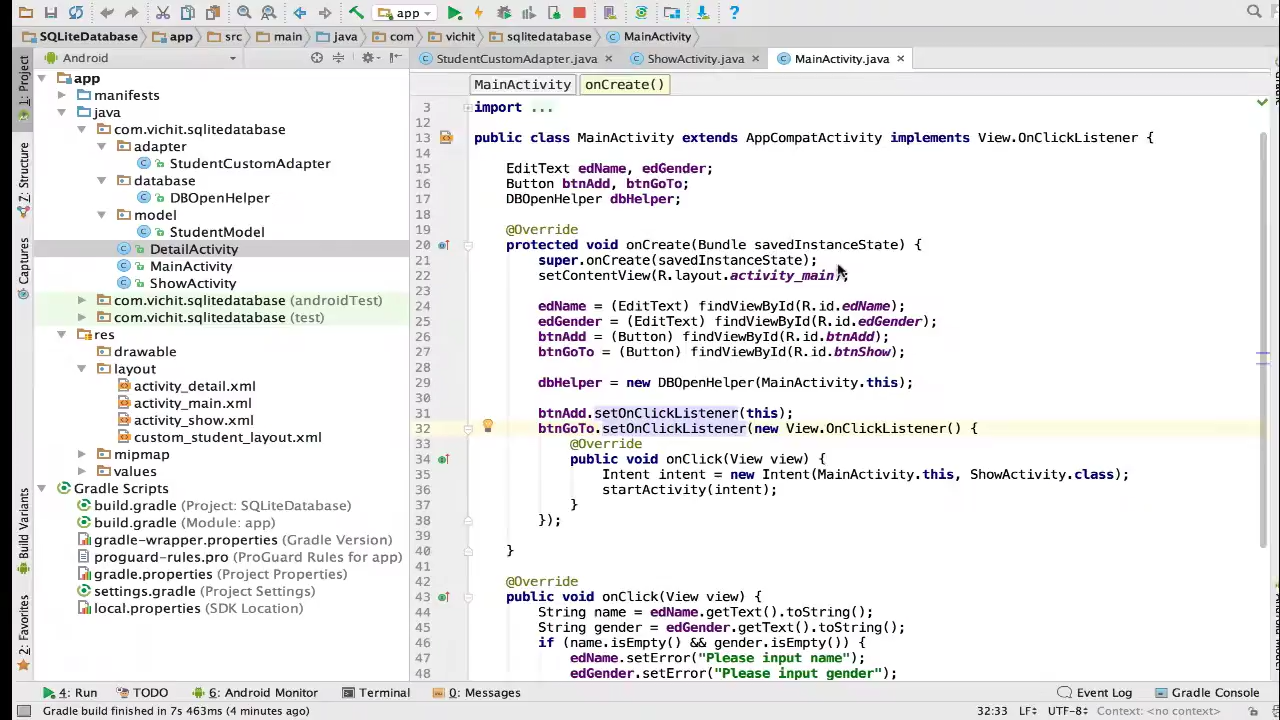 app
SQLiteDatabase app src main java com vichit sqlitedatabase MainActivity
Android
StudentCustomAdapter.java ShowActivity.java MainActivity.java
1: Project
Z: Structure
Captures
Build Variants
2: Favorites
app
manifests
java
com.vichit.sqlitedatabase
adapter
StudentCustomAdapter
database
DBOpenHelper
model
StudentModel
DetailActivity
MainActivity
ShowActivity
com.vichit.sqlitedatabase (androidTest)
com.vichit.sqlitedatabase (test)
res
drawable
layout
activity_detail.xml
activity_main.xml
activity_show.xml
custom_student_layout.xml
mipmap
values
Gradle Scripts
build.gradle (Project: SQLiteDatabase)
build.gradle (Module: app)
gradle-wrapper.properties (Gradle Version)
proguard-rules.pro (ProGuard Rules for app)
gradle.properties (Project Properties)
settings.gradle (Project Settings)
local.properties (SDK Location)
MainActivity onCreate()
3 import ...
12
13 public class MainActivity extends AppCompatActivity implements View.OnClickListener {
14
15 EditText edName, edGender;
16 Button btnAdd, btnGoTo;
17 DBOpenHelper dbHelper;
18
19 @Override
20 protected void onCreate(Bundle savedInstanceState) {
21 super.onCreate(savedInstanceState);
22 setContentView(R.layout.activity_main);
23
24 edName = (EditText) findViewById(R.id.edName);
25 edGender = (EditText) findViewById(R.id.edGender);
26 btnAdd = (Button) findViewById(R.id.btnAdd);
27 btnGoTo = (Button) findViewById(R.id.btnShow);
28
29 dbHelper = new DBOpenHelper(MainActivity.this);
30
31 btnAdd.setOnClickListener(this);
32 btnGoTo.setOnClickListener(new View.OnClickListener() {
33 @Override
34 public void onClick(View view) {
35 Intent intent = new Intent(MainActivity.this, ShowActivity.class);
36 startActivity(intent);
37 }
38 });
39
40 }
41
42 @Override
43 public void onClick(View view) {
44 String name = edName.getText().toString();
45 String gender = edGender.getText().toString();
46 if (name.isEmpty() && gender.isEmpty()) {
47 edName.setError("Please input name");
48 edGender.setError("Please input gender");
4: Run TODO 6: Android Monitor Terminal 0: Messages Event Log Gradle Console
Gradle build finished in 7s 463ms (4 minutes ago) 32:33 LF UTF-8 Context: <no context>